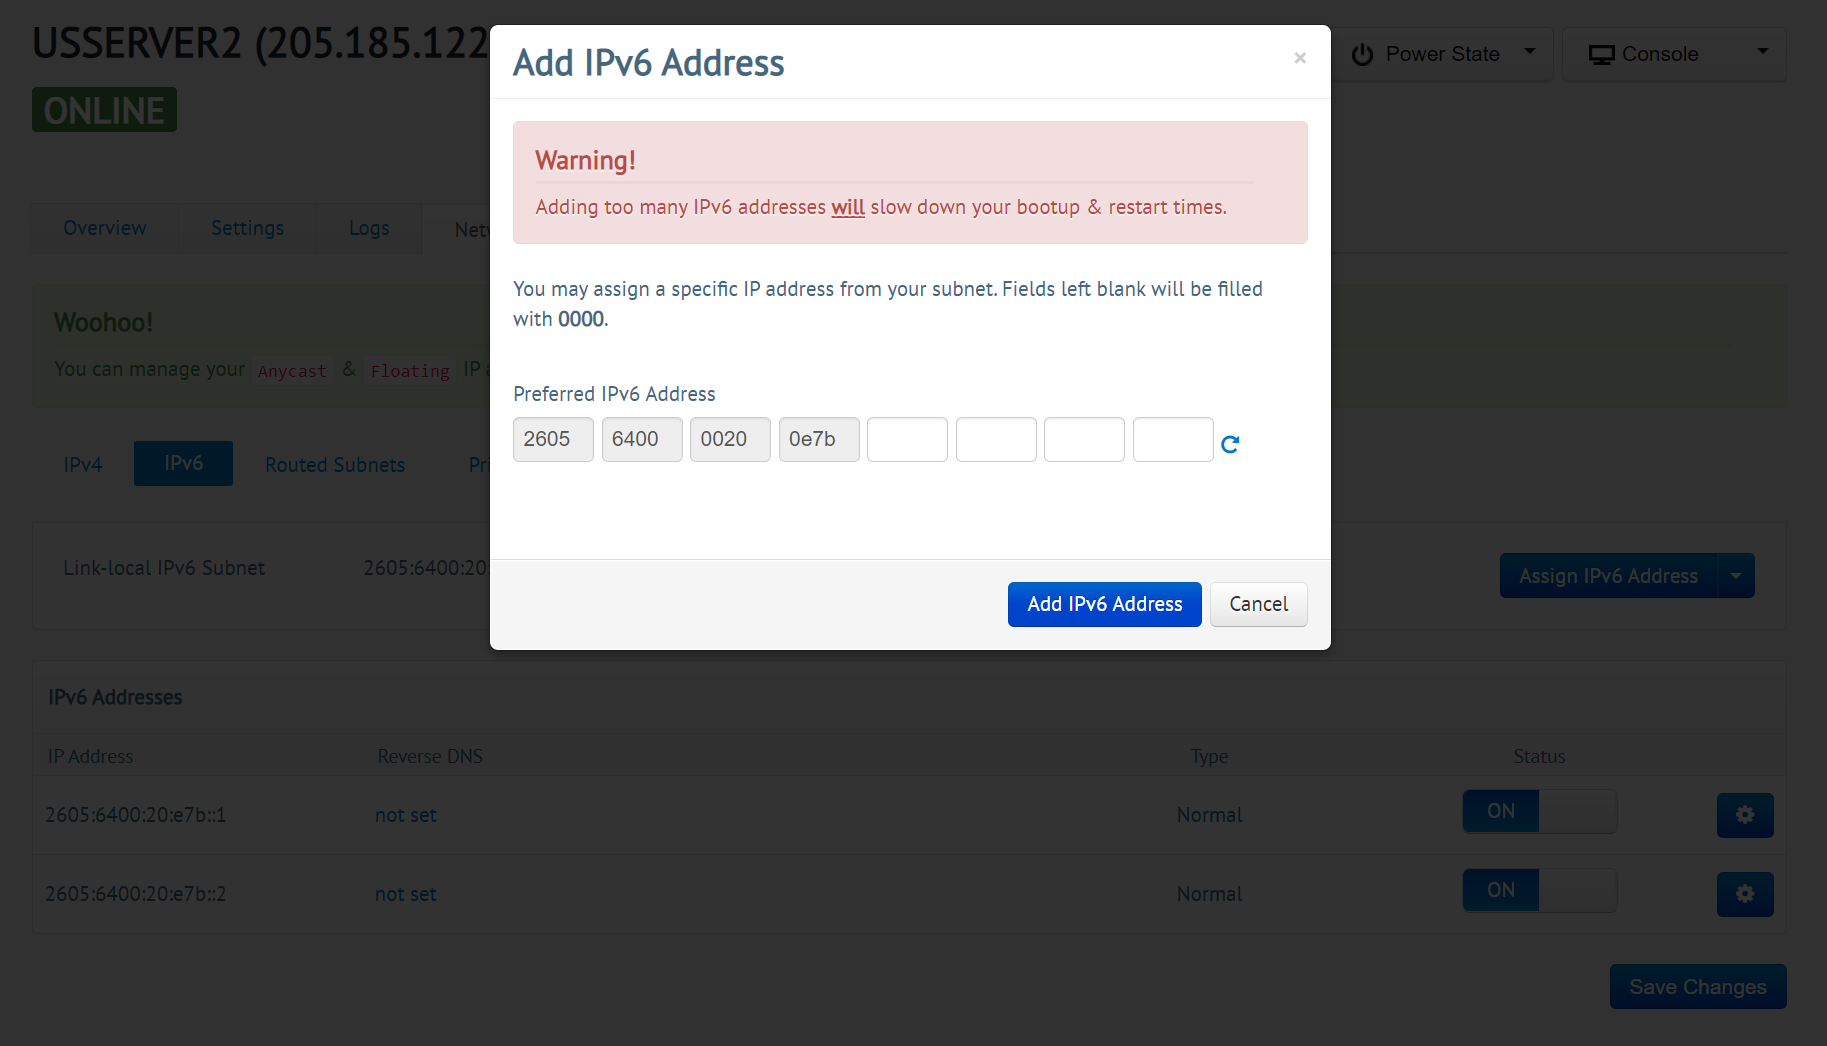 USSERVER2 (205.185.122
Power State
Console
ONLINE
Overview
Settings
Logs
Woohoo!
You can manage your Anycast & Floating IP
IPv4
IPv6
Routed Subnets
Link-local IPv6 Subnet
2605:6400:20:
Assign IPv6 Address
Add IPv6 Address
×
Warning!
Adding too many IPv6 addresses will slow down your bootup & restart times.
You may assign a specific IP address from your subnet. Fields left blank will be filled
with 0000.
Preferred IPv6 Address
2605 6400 0020 0e7b
Add IPv6 Address
Cancel
IPv6 Addresses
IP Address Reverse DNS Type Status
2605:6400:20:e7b::1 not set Normal ON
2605:6400:20:e7b::2 not set Normal ON
Save Changes